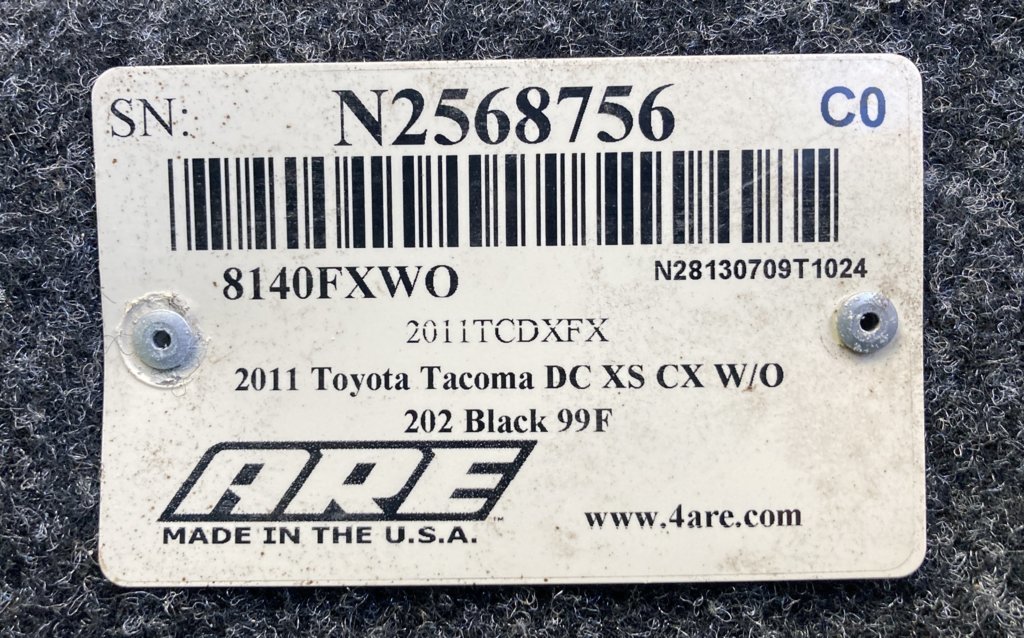 SN: N2568756 C0
8140FXWO N28130709T1024
2011TCDXFX
2011 Toyota Tacoma DC XS CX W/O
202 Black 99F
ARE™
MADE IN THE U.S.A.
www.4are.com